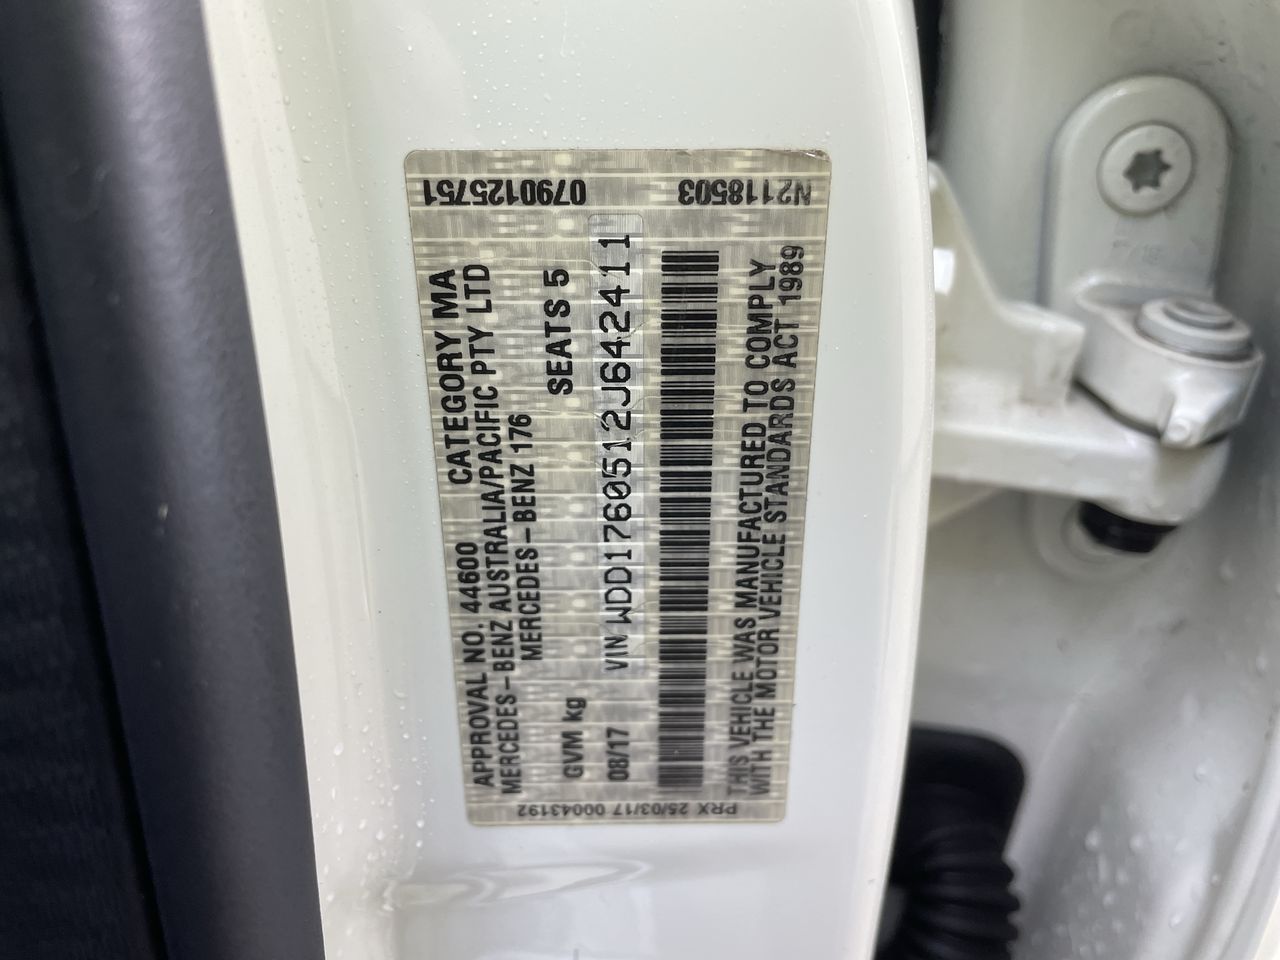 APPROVAL NO. 44600 CATEGORY MA
MERCEDES-BENZ AUSTRALIA/PACIFIC PTY LTD
MERCEDES-BENZ 176
GVM kg SEATS 5
08/17 VIN WDD1760512J642411
THIS VEHICLE WAS MANUFACTURED TO COMPLY
WITH THE MOTOR VEHICLE STANDARDS ACT 1989
0790125751 N2118503
PRX 25/03/17 00043192